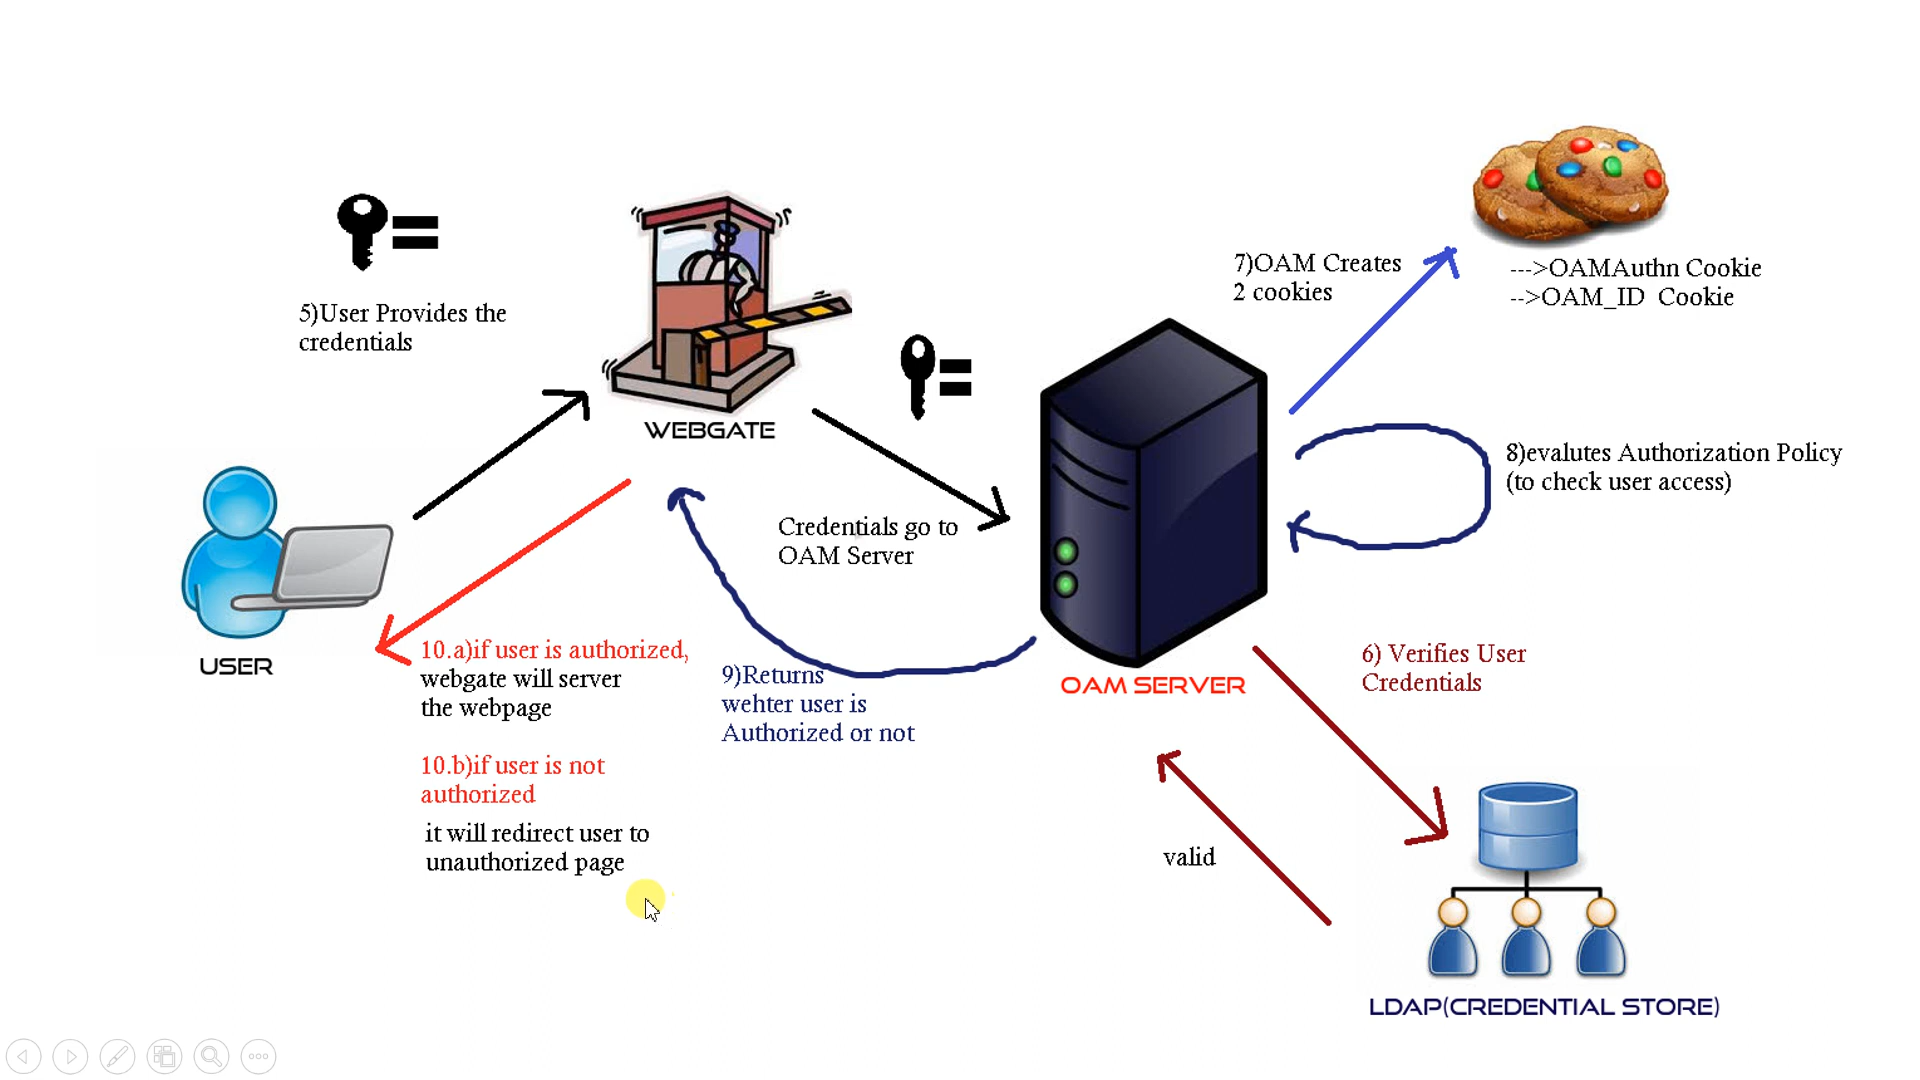 5)User Provides the
credentials
WEBGATE
USER
Credentials go to
OAM Server
7)OAM Creates
2 cookies
--->OAMAuthn Cookie
-->OAM_ID  Cookie
8)evalutes Authorization Policy
(to check user access)
OAM SERVER
6) Verifies User
Credentials
valid
LDAP(CREDENTIAL STORE)
9)Returns
wehter user is
Authorized or not
10.a)if user is authorized,
webgate will server
the webpage
10.b)if user is not
authorized
it will redirect user to
unauthorized page